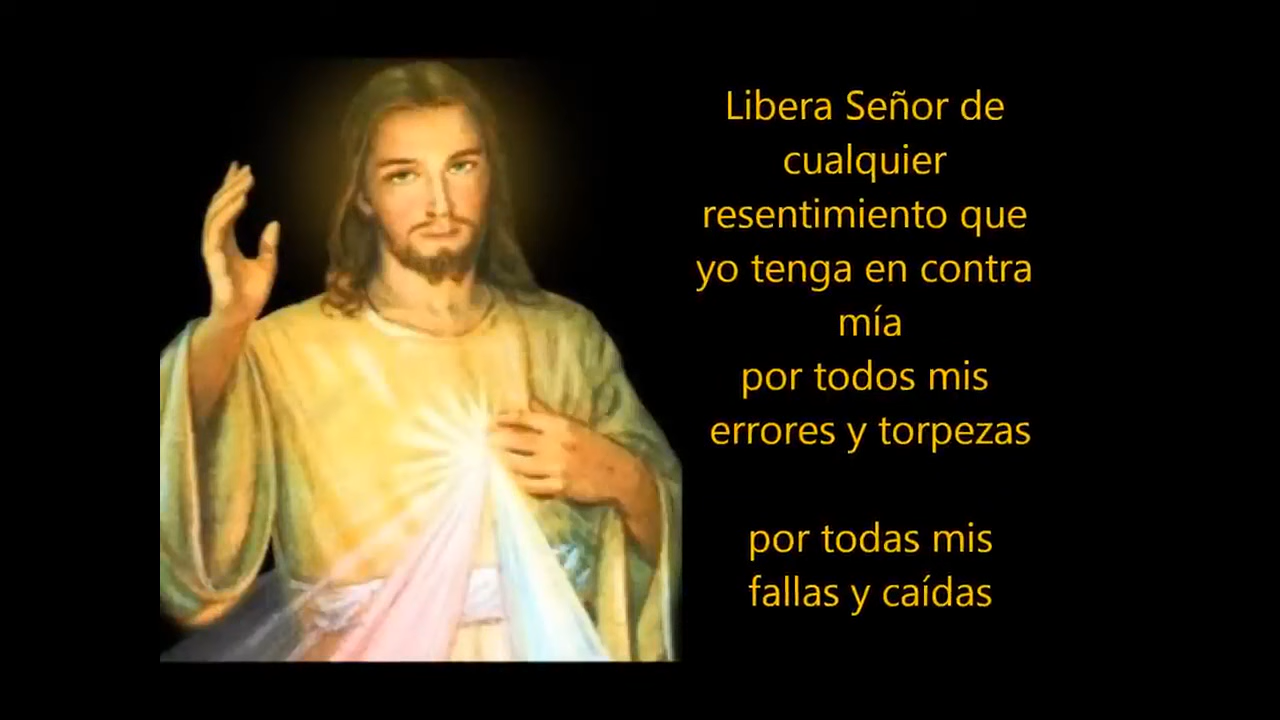 Libera Señor de
cualquier
resentimiento que
yo tenga en contra
mía
por todos mis
errores y torpezas
por todas mis
fallas y caídas